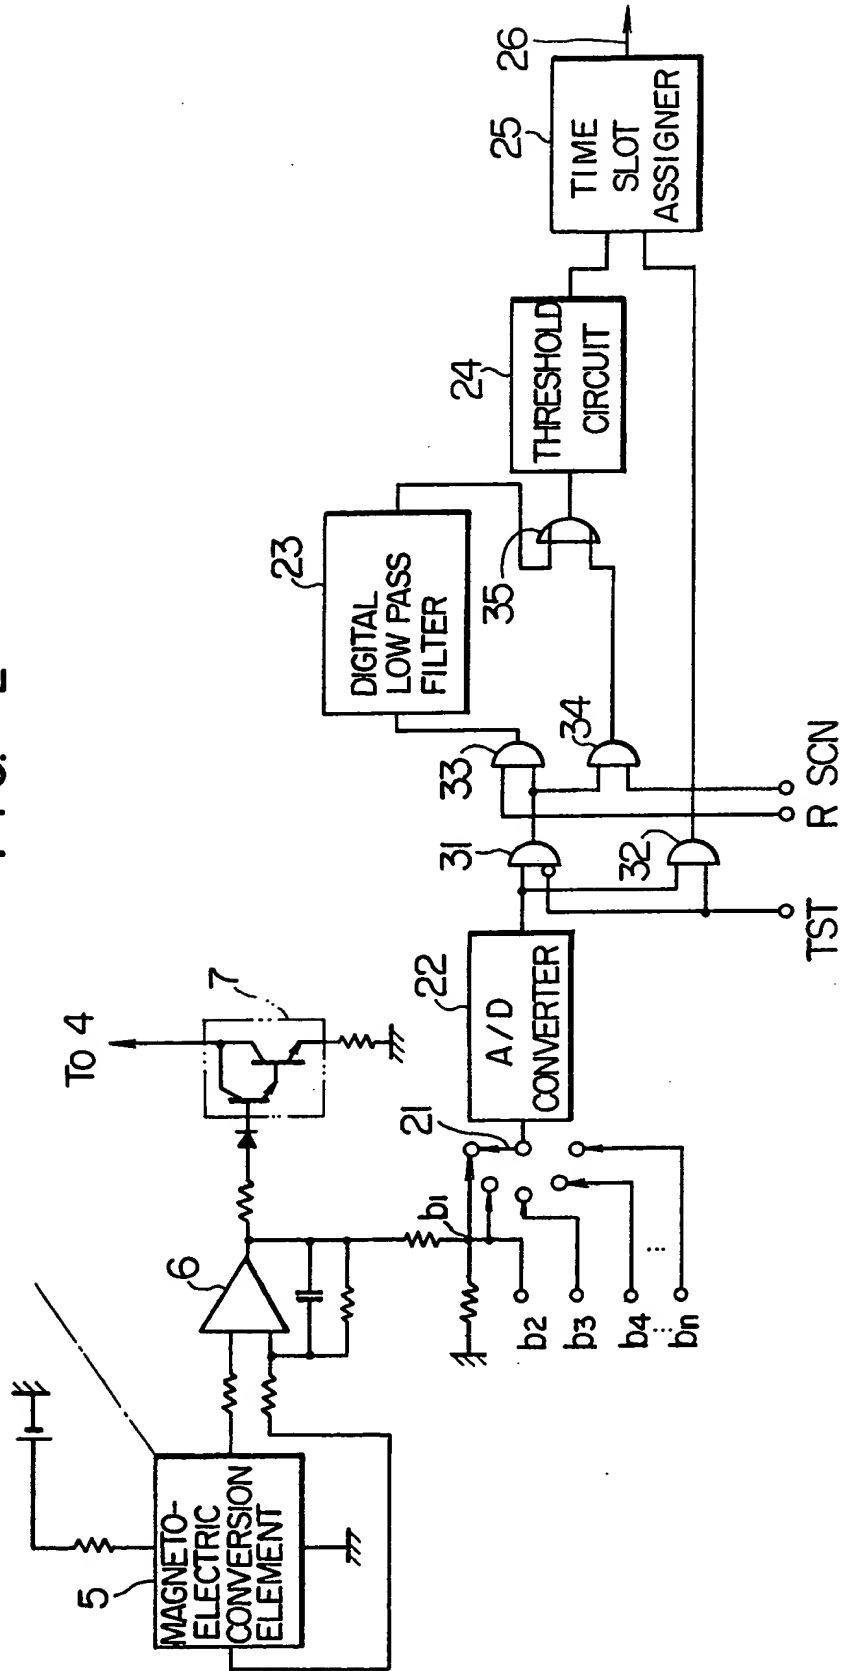 FIG. 2
5
MAGNETO-
ELECTRIC
CONVERSION
ELEMENT
6
To 4
7
b1
b2
b3
b4
...
...
bn
21
22
A/D
CONVERTER
TST
31
32
R
SCN
33
34
23
DIGITAL
LOW PASS
FILTER
35
24
THRESHOLD
CIRCUIT
25
TIME
SLOT
ASSIGNER
26